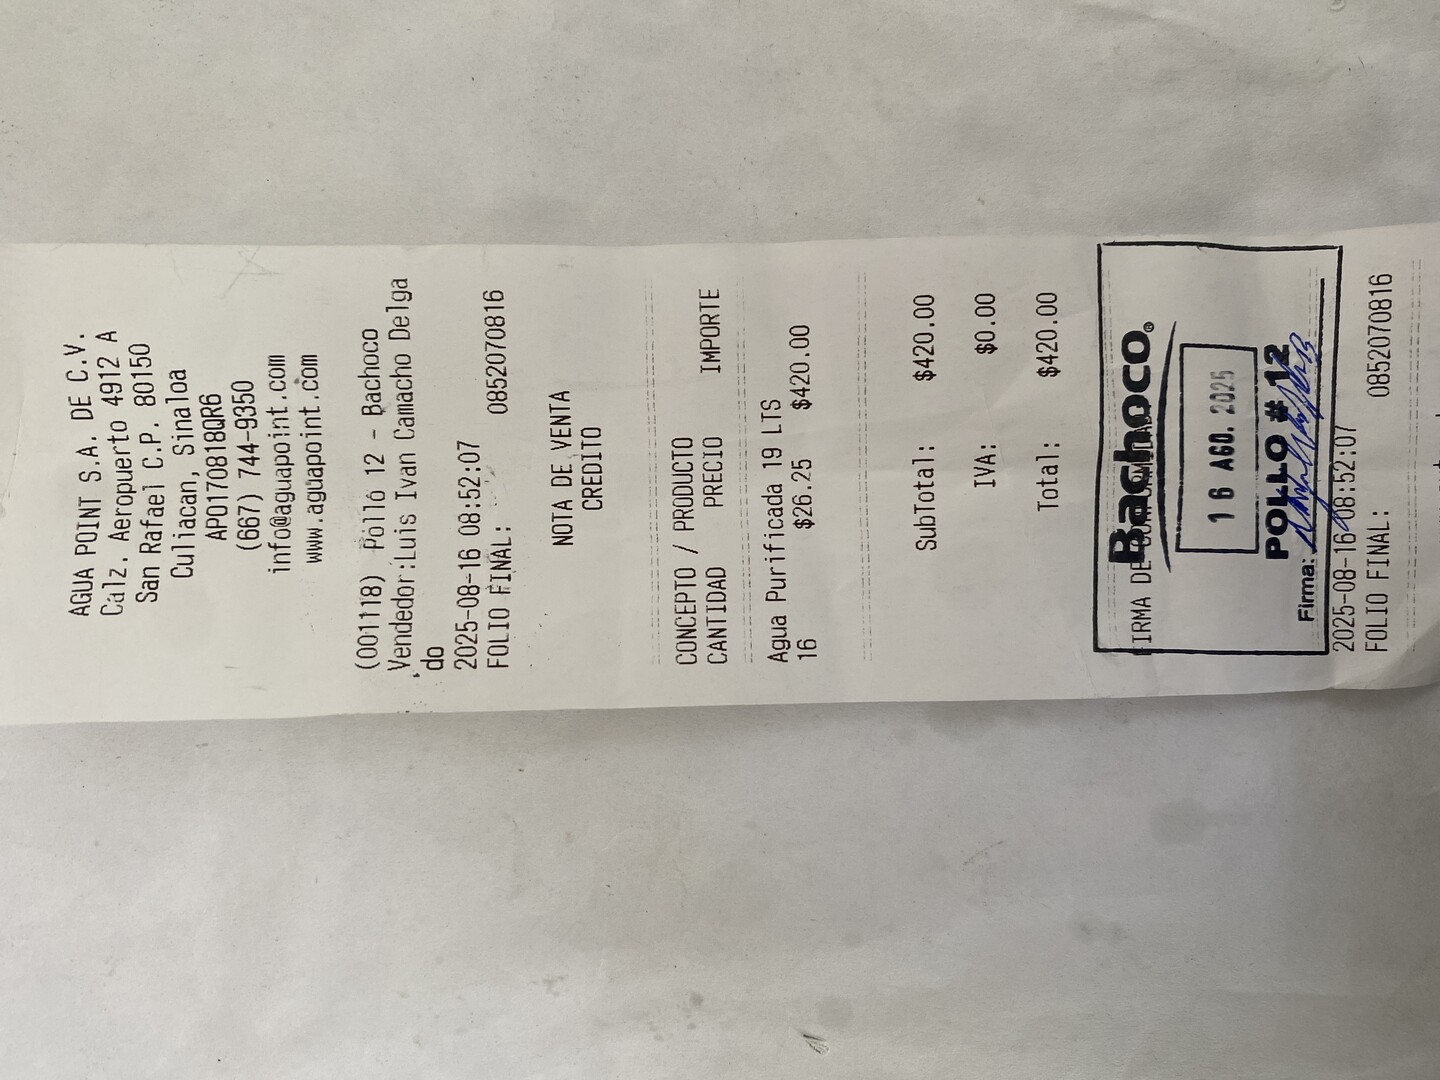 AGUA POINT S.A. DE C.V.
Calz. Aeropuerto 4912 A
San Rafael C.P. 80150
Culiacan, Sinaloa
APO170818QR6
(667) 744-9350
info@aguapoint.com
www.aguapoint.com
(001118) Pollo 12 - Bachoco
Vendedor:Luis Ivan Camacho Delga
do
2025-08-16 08:52:07
FOLIO FINAL: 0852070816
NOTA DE VENTA
CREDITO
CONCEPTO / PRODUCTO
CANTIDAD PRECIO IMPORTE
Agua Purificada 19 LTS
16 $26.25 $420.00
SubTotal: $420.00
IVA: $0.00
Total: $420.00
Bachoco®
FIRMA DE
16 AGO. 2025
POLLO # 12
Firma:
2025-08-16 08:52:07
FOLIO FINAL: 0852070816